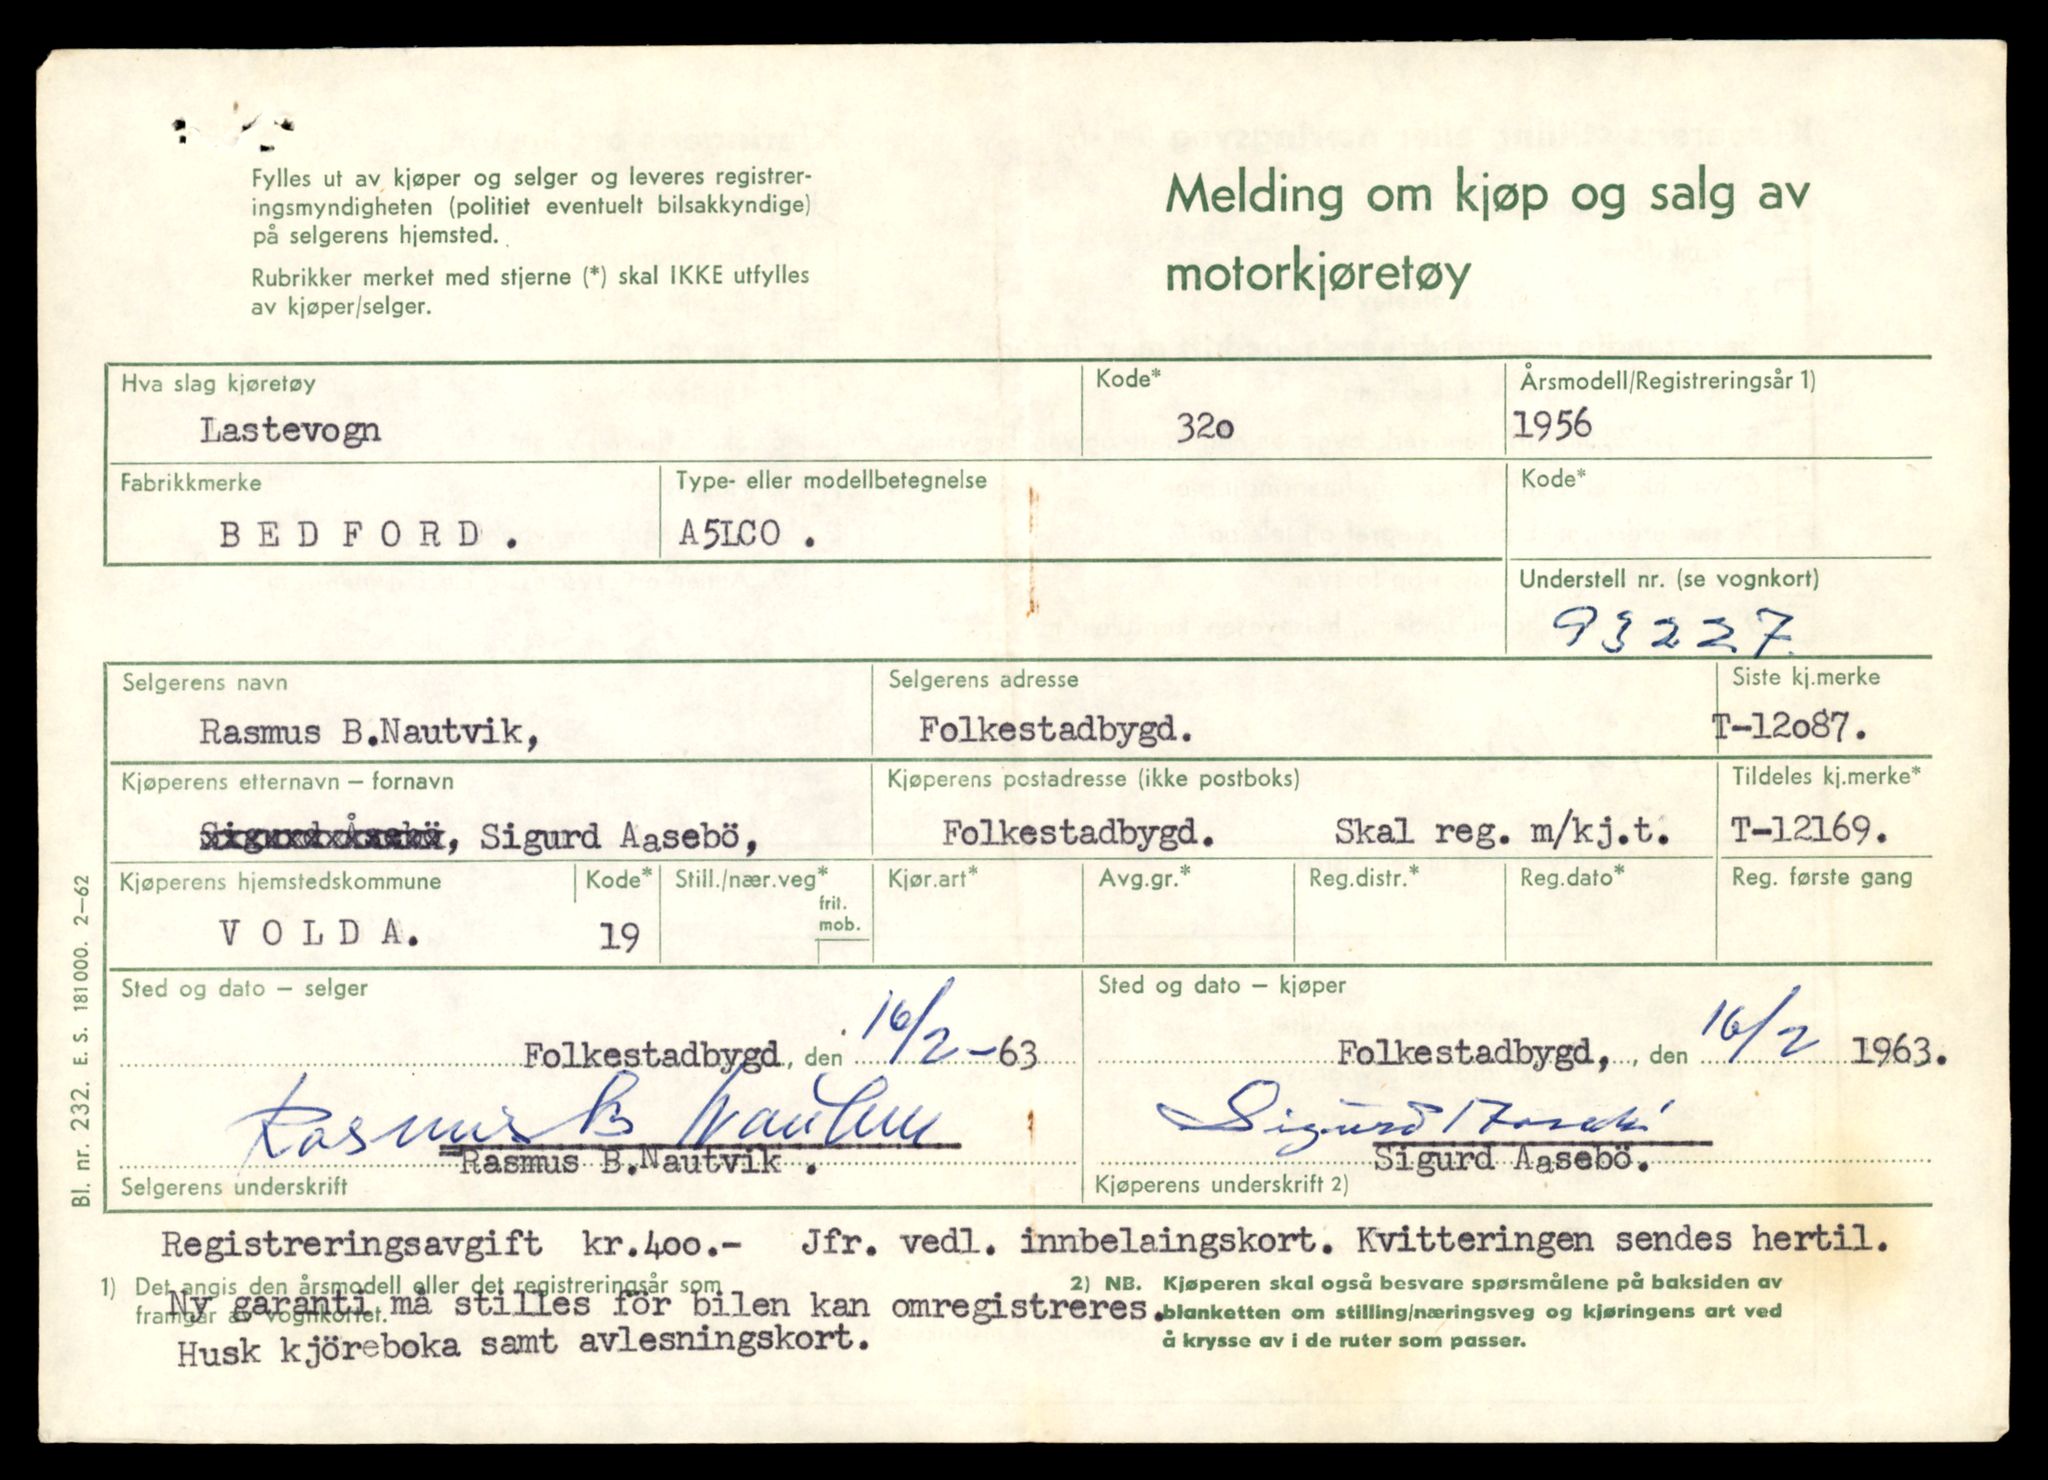 Fylles ut av kjøper og selger og leveres registrer-
ingsmyndigheten (politiet eventuelt bilsakkyndige)
på selgerens hjemsted.
Rubrikker merket med stjerne (*) skal IKKE utfylles
av kjøper/selger.
Melding om kjøp og salg av
motorkjøretøy
Hva slag kjøretøy
Lastevogn
Kode*
32o
Årsmodell/Registreringsår 1)
1956
Fabrikkmerke
BEDFORD.
Type- eller modellbetegnelse
A5LCO .
Kode*
Understell nr. (se vognkort)
93227.
Selgerens navn
Rasmus B.Nautvik,
Selgerens adresse
Folkestadbygd.
Siste kj.merke
T-12o87.
Kjøperens etternavn – fornavn
Sigurd Åsebö, Sigurd Aasebö,
Kjøperens postadresse (ikke postboks)
Folkestadbygd. Skal reg. m/kj.t.
Tildeles kj.merke*
T-12169.
Kjøperens hjemstedskommune
VOLDA.
Kode*
19
Still./nær.veg*
frit.
mob.
Kjør.art*
Avg.gr.*
Reg.distr.*
Reg.dato*
Reg. første gang
Sted og dato – selger
Folkestadbygd, den 16/2-63
Rasmus B Nautvik
Rasmus B.Nautvik .
Selgerens underskrift
Sted og dato – kjøper
Folkestadbygd, , den 16/2 1963.
Sigurd Aasebö
Sigurd Aasebö.
Kjøperens underskrift 2)
Registreringsavgift kr.400.- Jfr. vedl. innbelaingskort. Kvitteringen sendes hertil.
1) Det angis den årsmodell eller det registreringsår som
framgår av vognkortet.
Ny garanti må stilles för bilen kan omregistreres.
Husk kjöreboka samt avlesningskort.
2) NB. Kjøperen skal også besvare spørsmålene på baksiden av
blanketten om stilling/næringsveg og kjøringens art ved
å krysse av i de ruter som passer.
Bl. nr. 232. E. S. 181000. 2–62